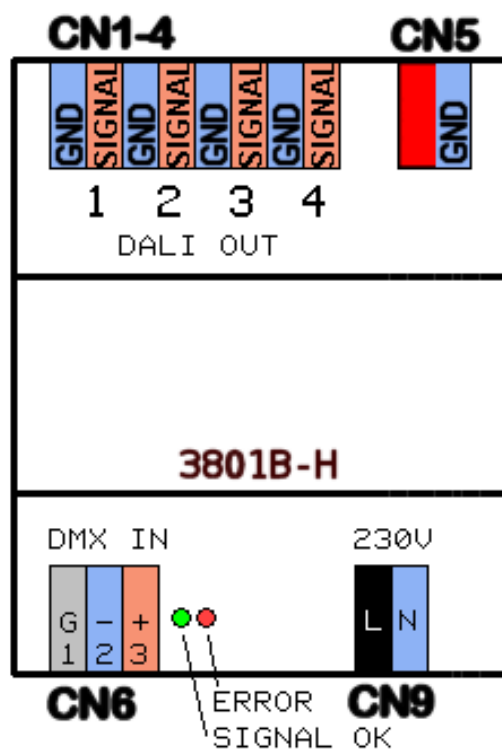 CN1-4 CN5
GND SIGNAL GND SIGNAL GND SIGNAL GND SIGNAL GND
1 2 3 4
DALI OUT
3801B-H
DMX IN 230V
G - + L N
1 2 3
ERROR
CN6 CN9
SIGNAL OK